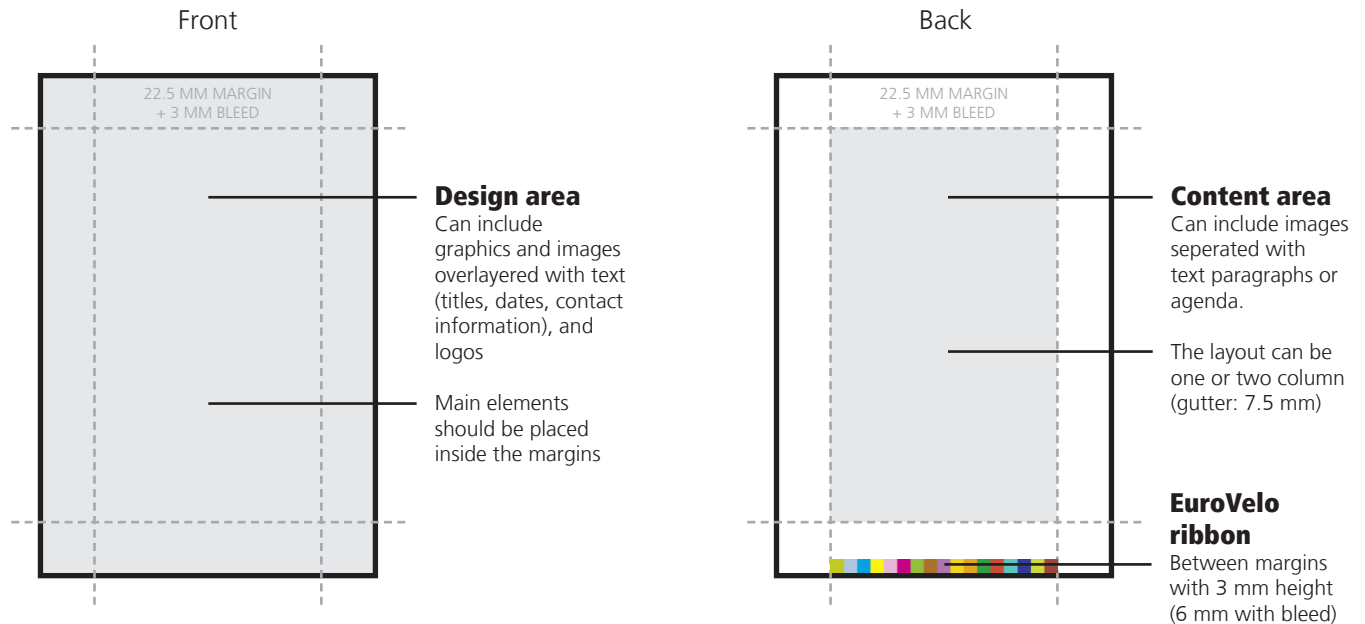 Front
22.5 MM MARGIN
+ 3 MM BLEED
Design area
Can include
graphics and images
overlayered with text
(titles, dates, contact
information), and
logos
Main elements
should be placed
inside the margins
Back
22.5 MM MARGIN
+ 3 MM BLEED
Content area
Can include images
seperated with
text paragraphs or
agenda.
The layout can be
one or two column
(gutter: 7.5 mm)
EuroVelo
ribbon
Between margins
with 3 mm height
(6 mm with bleed)